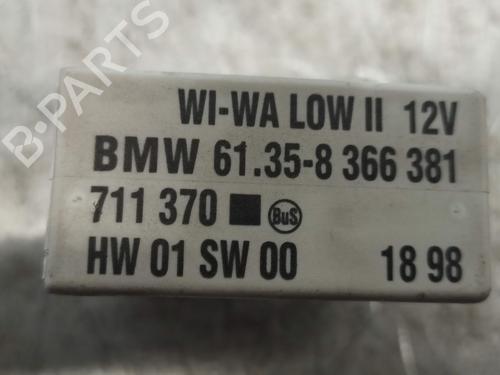 B-PARTS
WI-WA LOW II 12V
BMW 61.35-8 366 381
711 370 ■ BuS
HW 01 SW 00 18 98